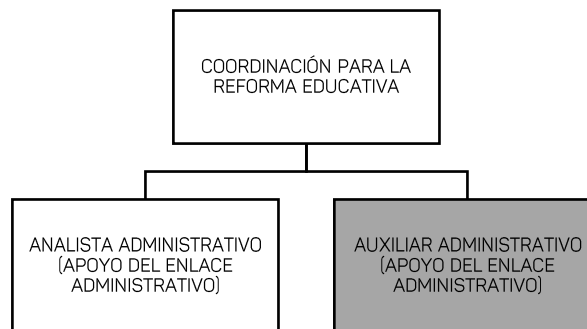 COORDINACIÓN PARA LA
REFORMA EDUCATIVA
ANALISTA ADMINISTRATIVO
(APOYO DEL ENLACE
ADMINISTRATIVO)
AUXILIAR ADMINISTRATIVO
(APOYO DEL ENLACE
ADMINISTRATIVO)